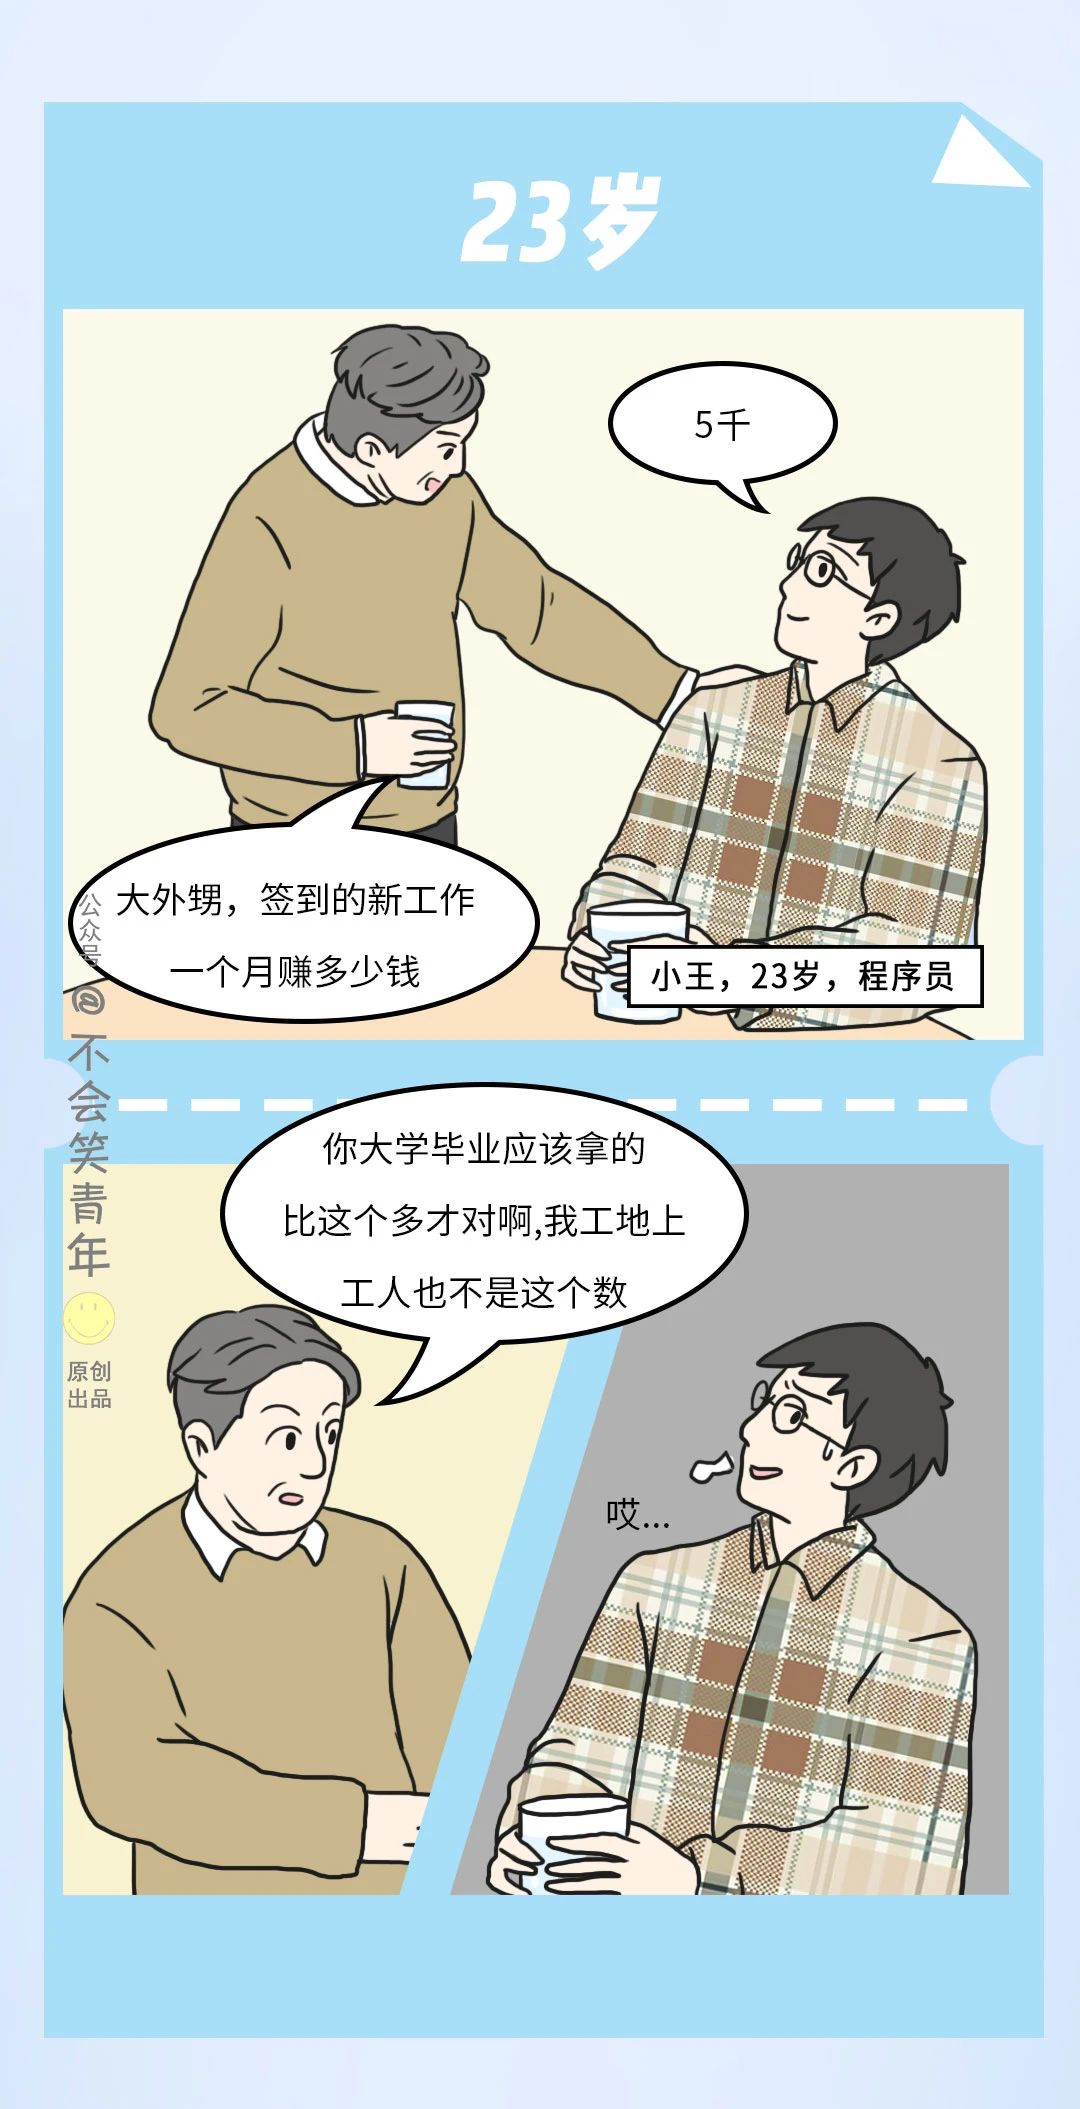 23岁
5千
大外甥，签到的新工作
一个月赚多少钱
小王，23岁，程序员
你大学毕业应该拿的
比这个多才对啊,我工地上
工人也不是这个数
哎...
公众号@不会笑青年
原创
出品